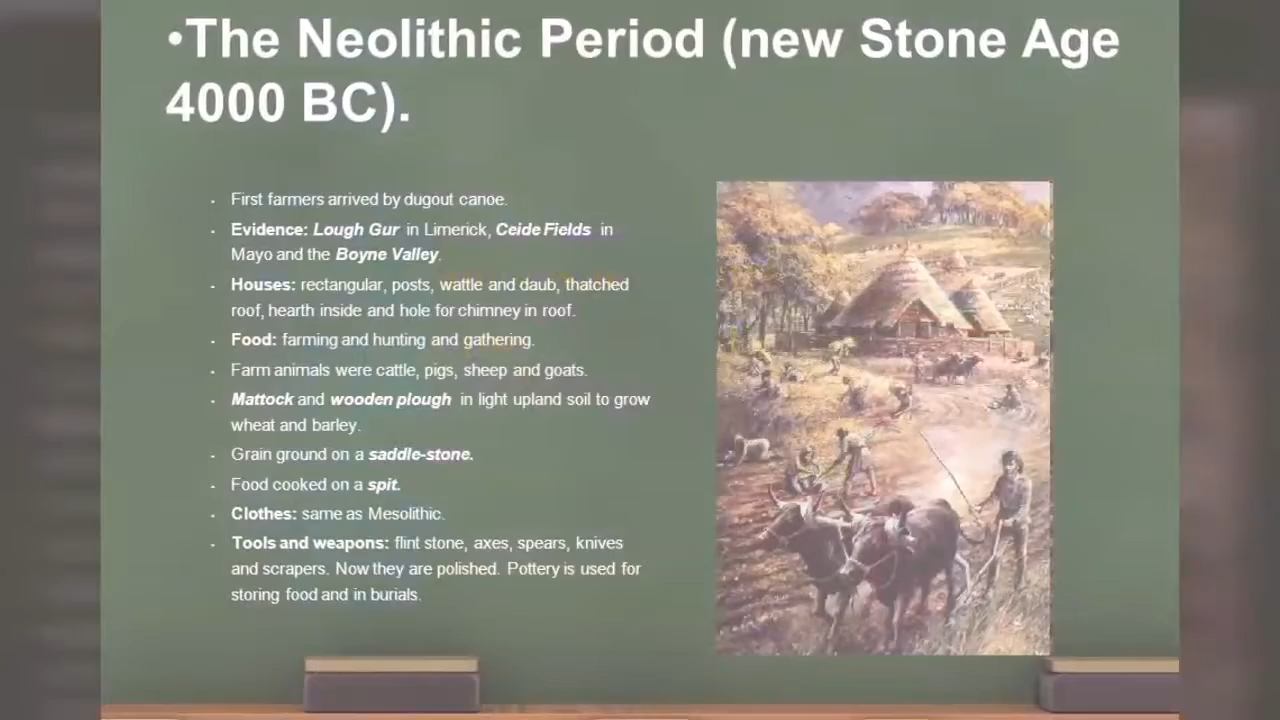 •The Neolithic Period (new Stone Age
4000 BC).
• First farmers arrived by dugout canoe.
• Evidence: Lough Gur in Limerick, Ceide Fields in
Mayo and the Boyne Valley.
• Houses: rectangular, posts, wattle and daub, thatched
roof, hearth inside and hole for chimney in roof.
• Food: farming and hunting and gathering.
• Farm animals were cattle, pigs, sheep and goats.
• Mattock and wooden plough in light upland soil to grow
wheat and barley.
• Grain ground on a saddle-stone.
• Food cooked on a spit.
• Clothes: same as Mesolithic.
• Tools and weapons: flint stone, axes, spears, knives
and scrapers. Now they are polished. Pottery is used for
storing food and in burials.